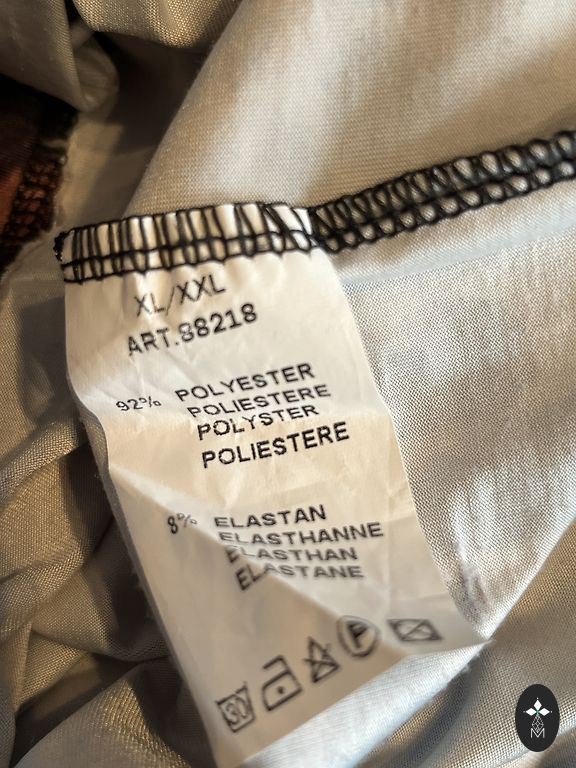 XL/XXL
ART.88218
92% POLYESTER
POLIESTERE
POLYSTER
POLIESTERE
8% ELASTAN
ELASTHANNE
ELASTHAN
ELASTANE
30
P
M